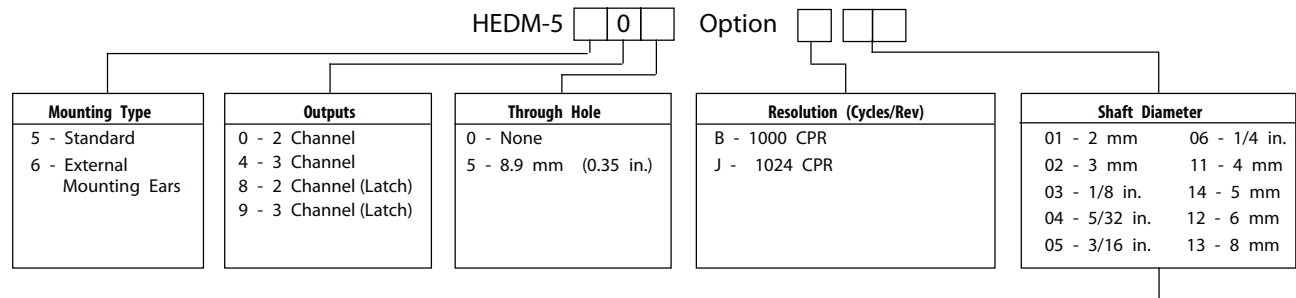 HEDM-5 0 Option
Mounting Type
5 - Standard
6 - External
Mounting Ears
Outputs
0 - 2 Channel
4 - 3 Channel
8 - 2 Channel (Latch)
9 - 3 Channel (Latch)
Through Hole
0 - None
5 - 8.9 mm (0.35 in.)
Resolution (Cycles/Rev)
B - 1000 CPR
J - 1024 CPR
Shaft Diameter
01 - 2 mm 06 - 1/4 in.
02 - 3 mm 11 - 4 mm
03 - 1/8 in. 14 - 5 mm
04 - 5/32 in. 12 - 6 mm
05 - 3/16 in. 13 - 8 mm